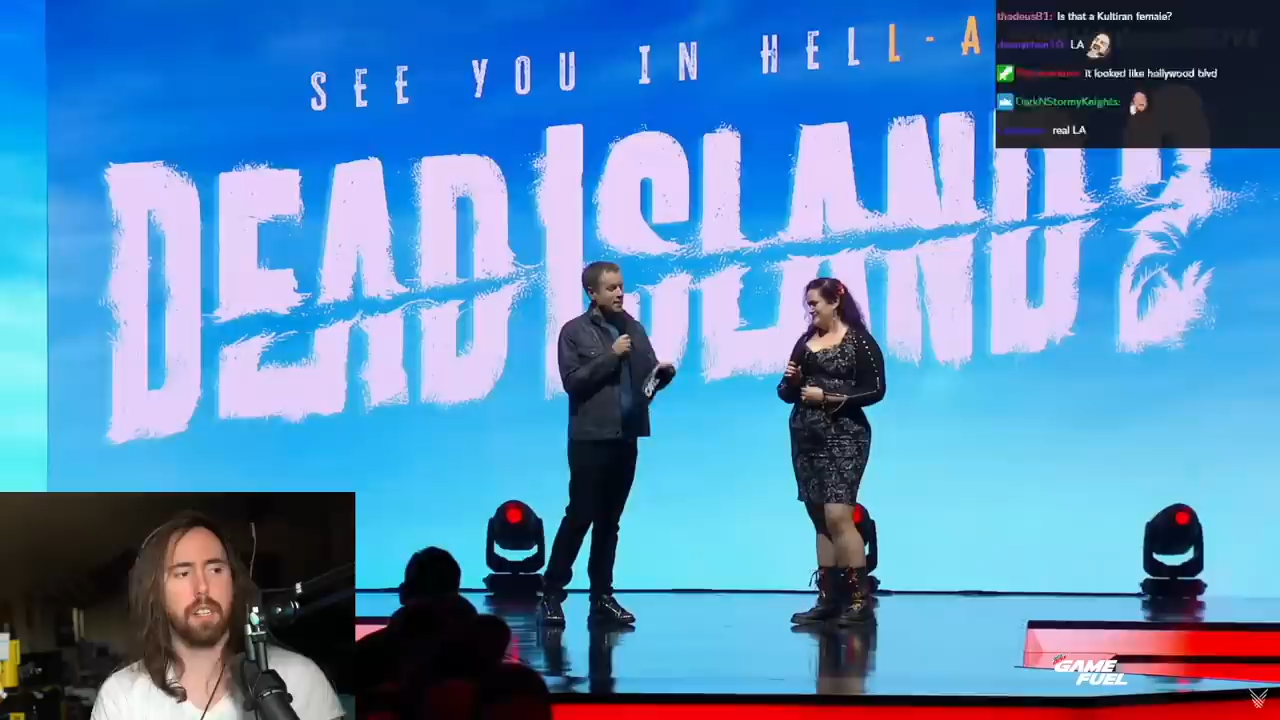 SEE YOU IN HELL-A
DEAD ISLAND 2
thadeus81: Is that a Kultiran female?
LA
it looked like hollywood blvd
DarkNStormyKnights:
real LA
GAME
FUEL